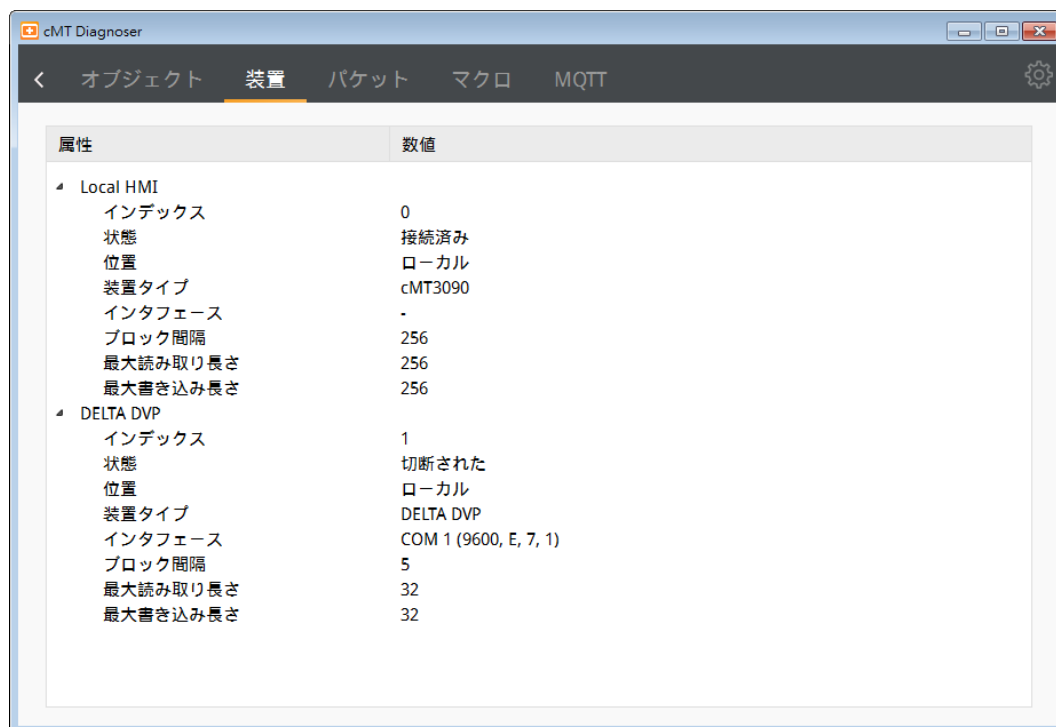 cMT Diagnoser
オブジェクト 装置 パケット マクロ MQTT
属性 数値
Local HMI
インデックス 0
状態 接続済み
位置 ローカル
装置タイプ cMT3090
インタフェース -
ブロック間隔 256
最大読み取り長さ 256
最大書き込み長さ 256
DELTA DVP
インデックス 1
状態 切断された
位置 ローカル
装置タイプ DELTA DVP
インタフェース COM 1 (9600, E, 7, 1)
ブロック間隔 5
最大読み取り長さ 32
最大書き込み長さ 32